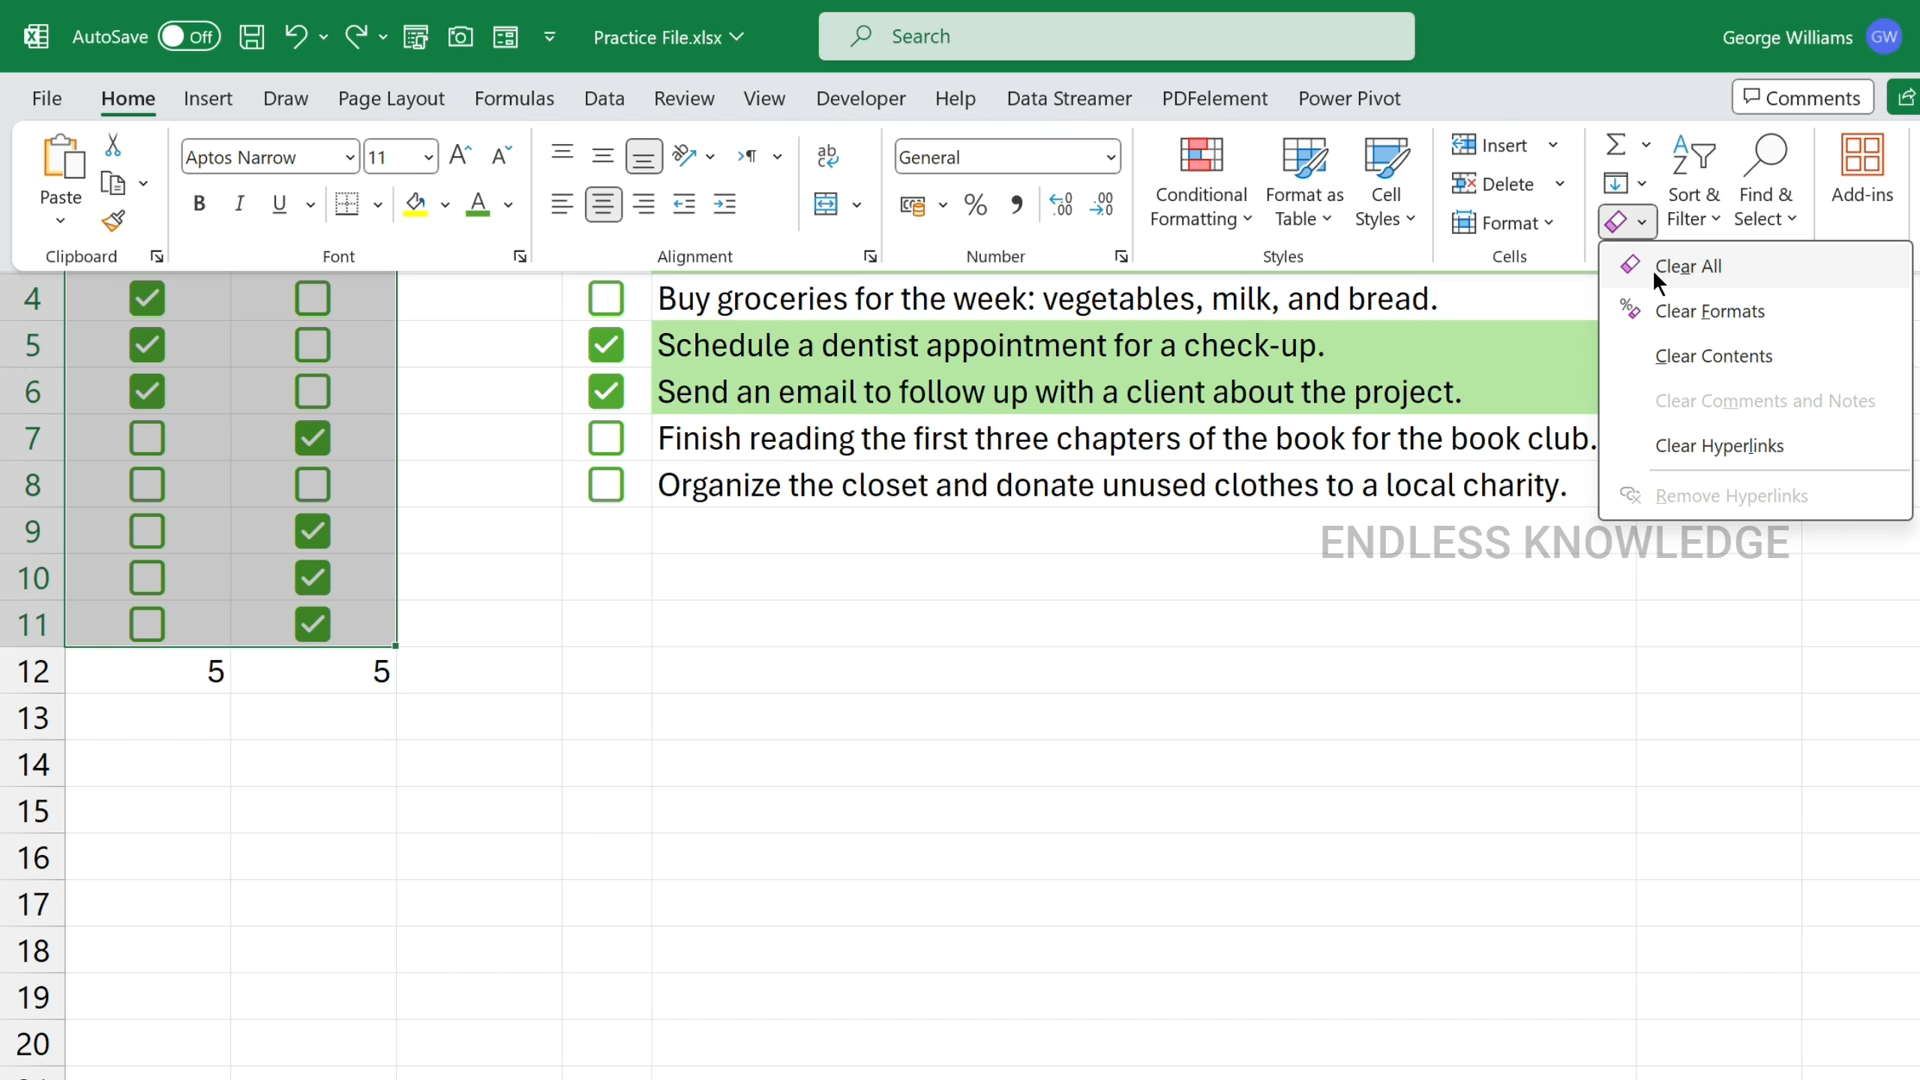 AutoSave Off Practice File.xlsx Search George Williams GW
File Home Insert Draw Page Layout Formulas Data Review View Developer Help Data Streamer PDFelement Power Pivot Comments
Paste
Clipboard
Aptos Narrow 11
B I U A
Font
ab
Alignment
General
% 9 .00
Number
Conditional Formatting
Format as Table
Cell Styles
Styles
Insert
Delete
Format
Cells
Sort & Filter
Find & Select
Add-ins
Clear All
Clear Formats
Clear Contents
Clear Comments and Notes
Clear Hyperlinks
Remove Hyperlinks
4 Buy groceries for the week: vegetables, milk, and bread.
5 Schedule a dentist appointment for a check-up.
6 Send an email to follow up with a client about the project.
7 Finish reading the first three chapters of the book for the book club.
8 Organize the closet and donate unused clothes to a local charity.
9
ENDLESS KNOWLEDGE
10
11
12 5 5
13
14
15
16
17
18
19
20